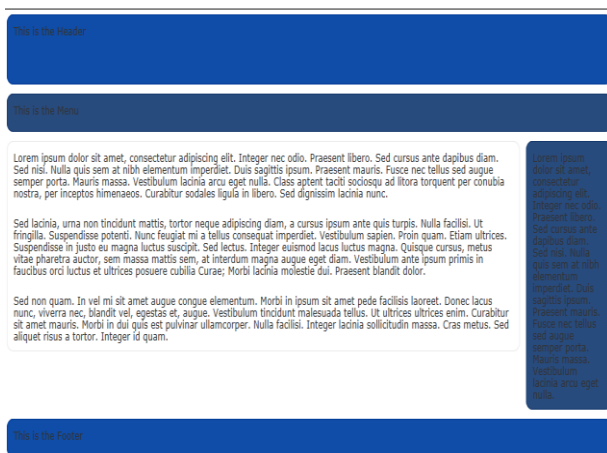 This is the Header
This is the Menu
Lorem ipsum dolor sit amet, consectetur adipiscing elit. Integer nec odio. Praesent libero. Sed cursus ante dapibus diam.
Sed nisi. Nulla quis sem at nibh elementum imperdiet. Duis sagittis ipsum. Praesent mauris. Fusce nec tellus sed augue
semper porta. Mauris massa. Vestibulum lacinia arcu eget nulla. Class aptent taciti sociosqu ad litora torquent per conubia
nostra, per inceptos himenaeos. Curabitur sodales ligula in libero. Sed dignissim lacinia nunc.
Sed lacinia, urna non tincidunt mattis, tortor neque adipiscing diam, a cursus ipsum ante quis turpis. Nulla facilisi. Ut
fringilla. Suspendisse potenti. Nunc feugiat mi a tellus consequat imperdiet. Vestibulum sapien. Proin quam. Etiam ultrices.
Suspendisse in justo eu magna luctus suscipit. Sed lectus. Integer euismod lacus luctus magna. Quisque cursus, metus
vitae pharetra auctor, sem massa mattis sem, at interdum magna augue eget diam. Vestibulum ante ipsum primis in
faucibus orci luctus et ultrices posuere cubilia Curae; Morbi lacinia molestie dui. Praesent blandit dolor.
Sed non quam. In vel mi sit amet augue congue elementum. Morbi in ipsum sit amet pede facilisis laoreet. Donec lacus
nunc, viverra nec, blandit vel, egestas et, augue. Vestibulum tincidunt malesuada tellus. Ut ultrices ultrices enim. Curabitur
sit amet mauris. Morbi in dui quis est pulvinar ullamcorper. Nulla facilisi. Integer lacinia sollicitudin massa. Cras metus. Sed
aliquet risus a tortor. Integer id quam.
Lorem ipsum
dolor sit amet,
consectetur
adipiscing elit.
Integer nec odio.
Praesent libero.
Sed cursus ante
dapibus diam.
Sed nisi. Nulla
quis sem at nibh
elementum
imperdiet. Duis
sagittis ipsum.
Praesent mauris.
Fusce nec tellus
sed augue
semper porta.
Mauris massa.
Vestibulum
lacinia arcu eget
nulla.
This is the Footer